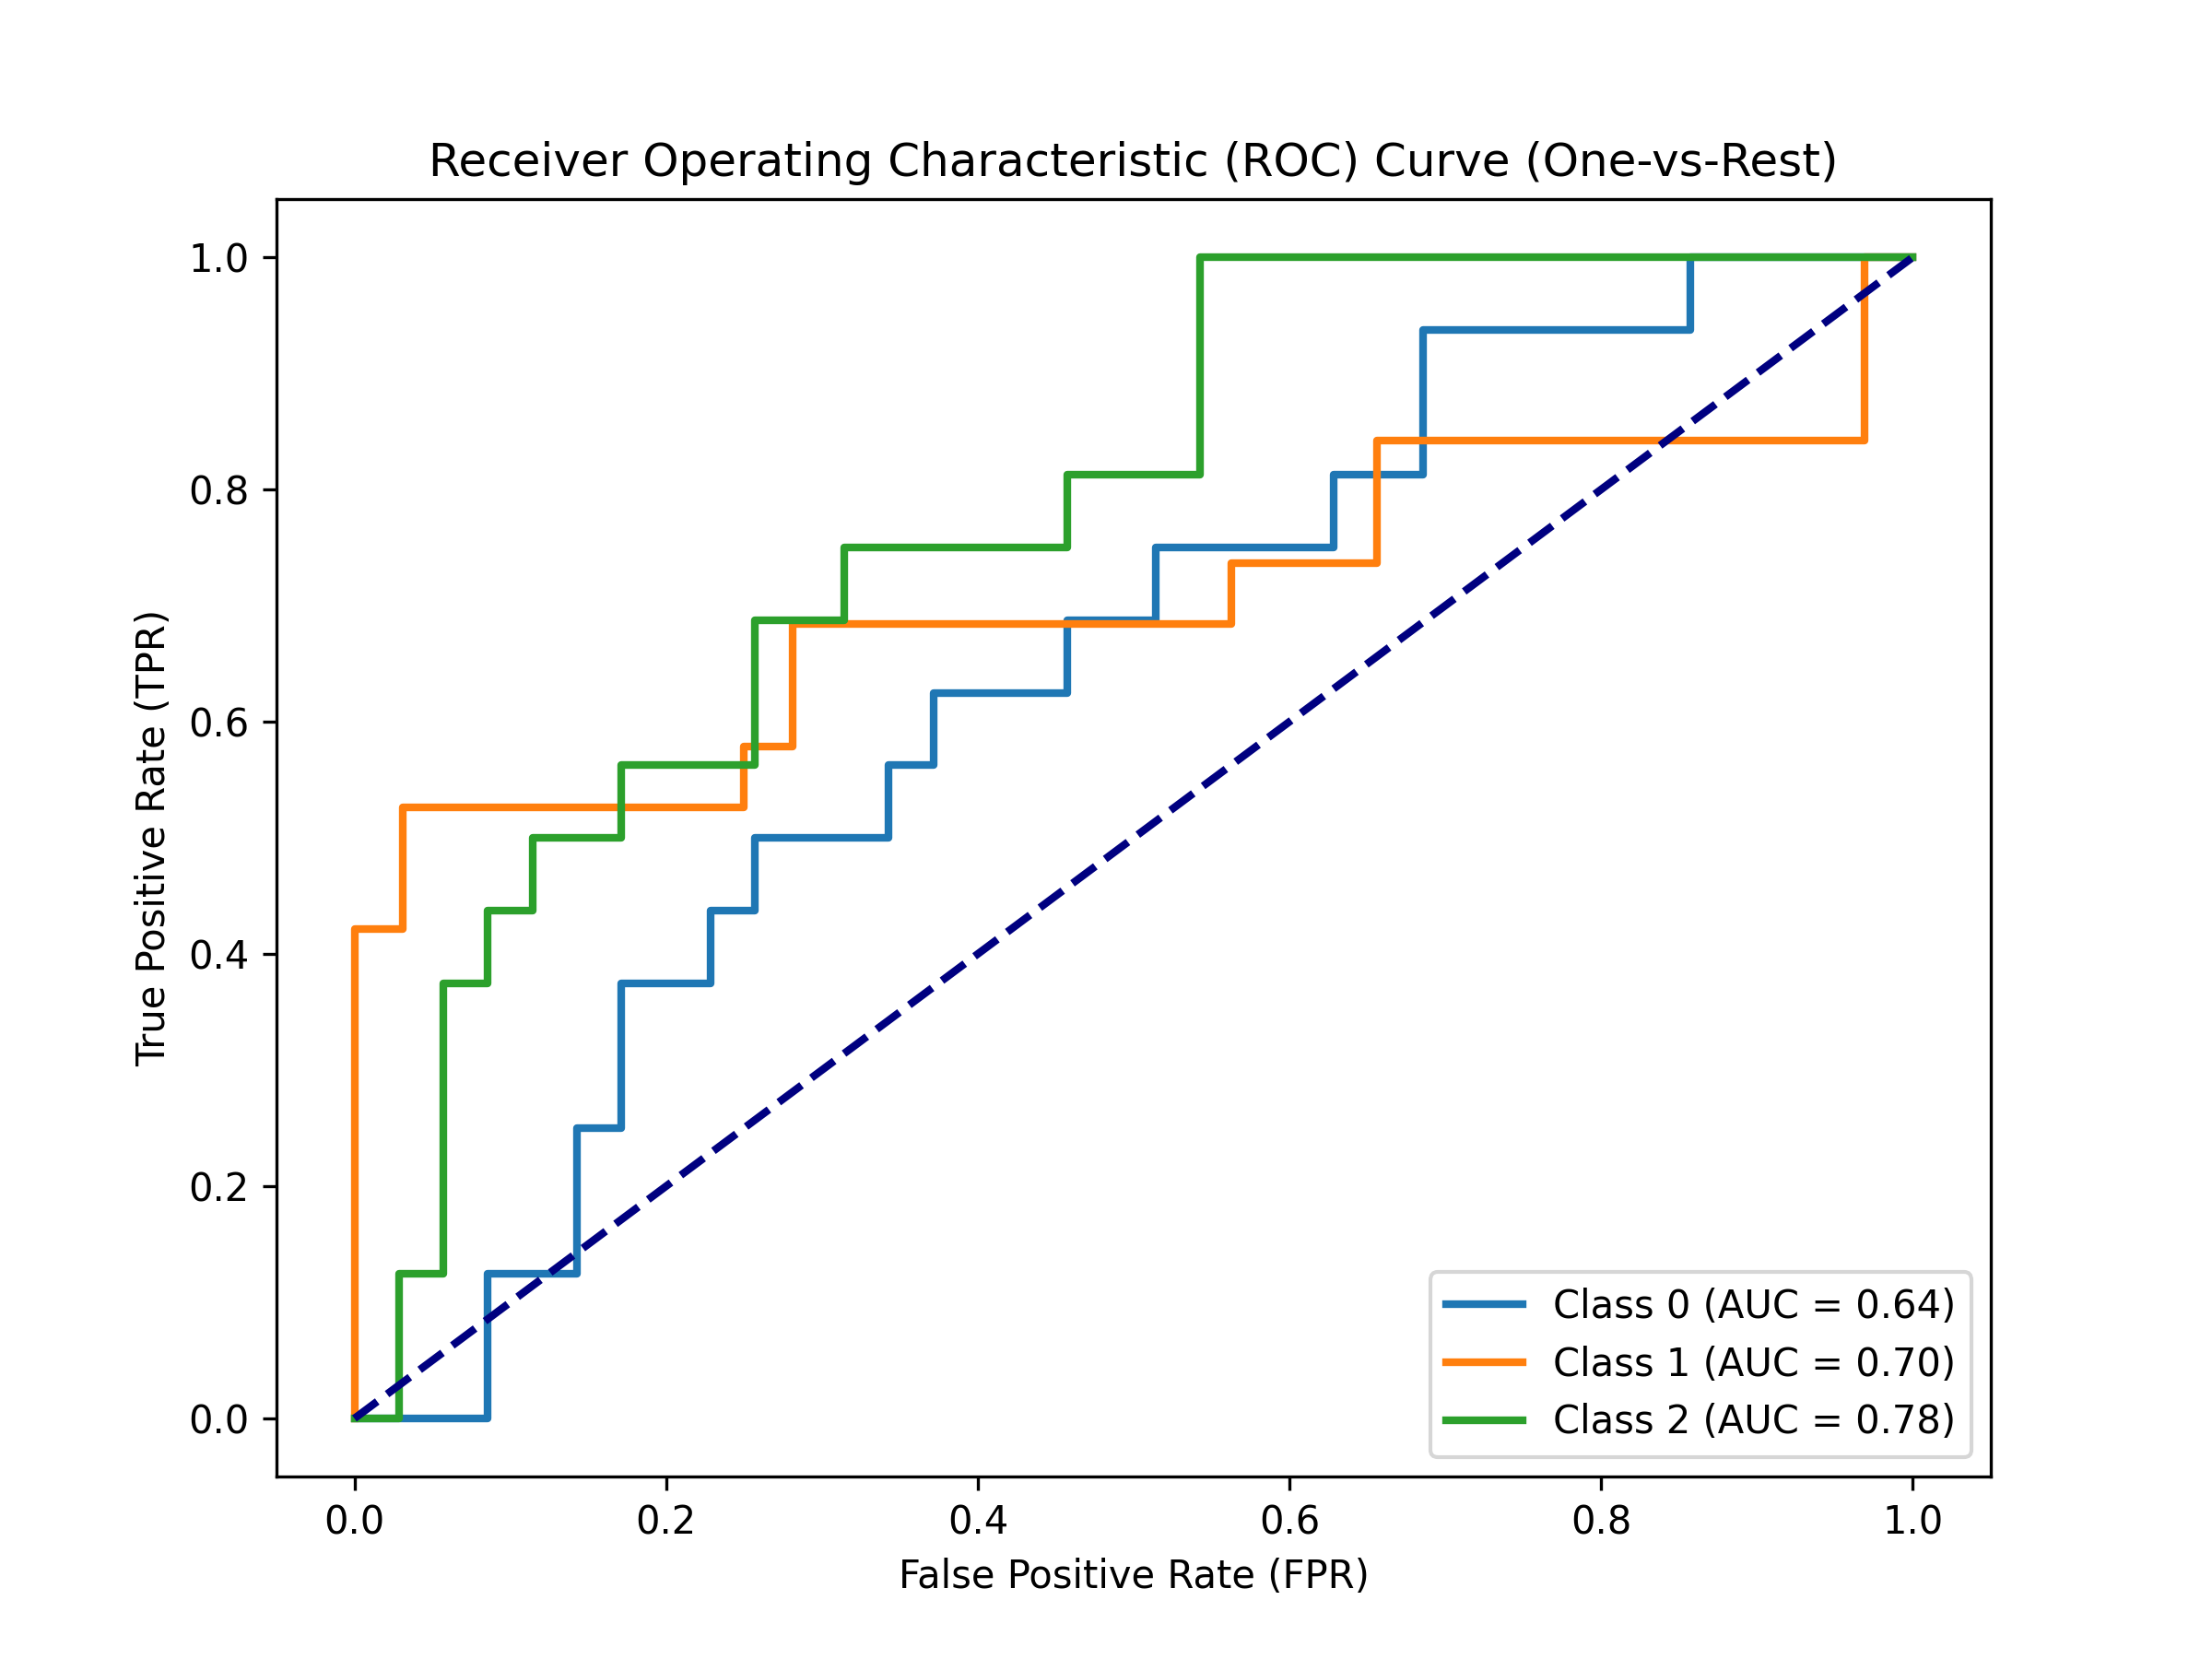 Receiver Operating Characteristic (ROC) Curve (One-vs-Rest)
True Positive Rate (TPR)
1.0
0.8
0.6
0.4
0.2
0.0
Class 0 (AUC = 0.64)
Class 1 (AUC = 0.70)
Class 2 (AUC = 0.78)
0.0 0.2 0.4 0.6 0.8 1.0
False Positive Rate (FPR)